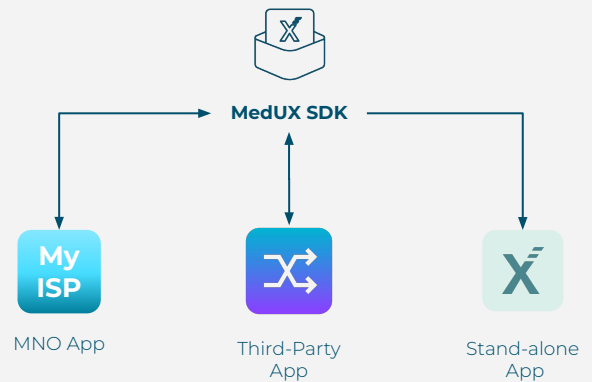 X
MedUX SDK
My
ISP
X
MNO App
Third-Party
App
Stand-alone
App